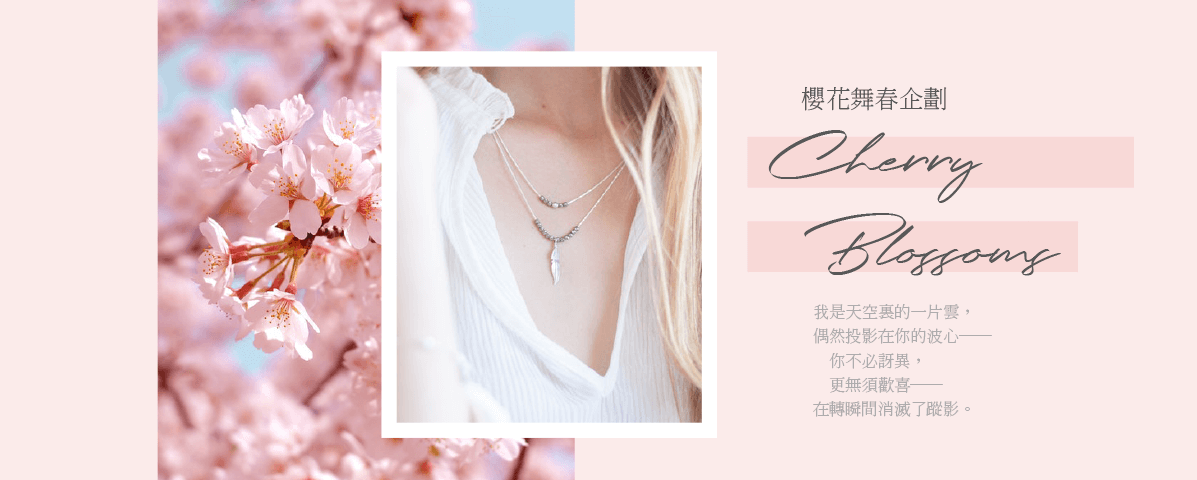 櫻花舞春企劃
Cherry
Blossoms
我是天空裏的一片雲，
偶然投影在你的波心——
你不必訝異，
更無須歡喜——
在轉瞬間消滅了蹤影。